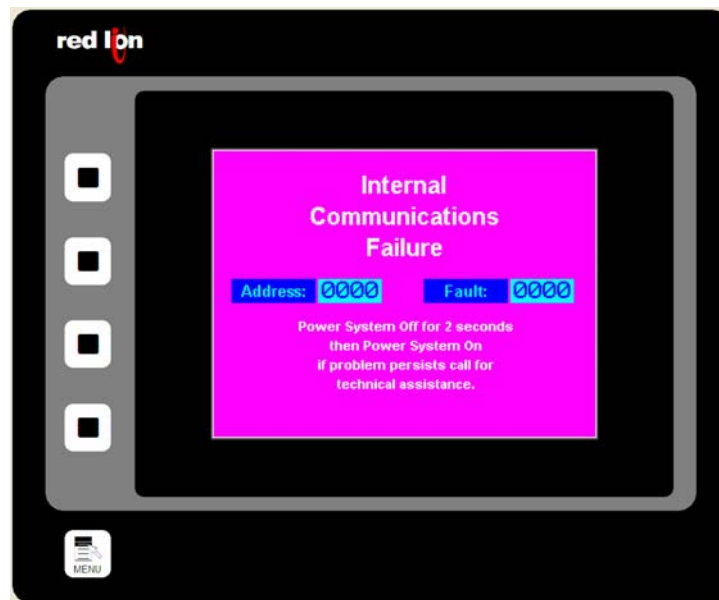 red lion
Internal
Communications
Failure
Address: 0000 Fault: 0000
Power System Off for 2 seconds
then Power System On
if problem persists call for
technical assistance.
MENU